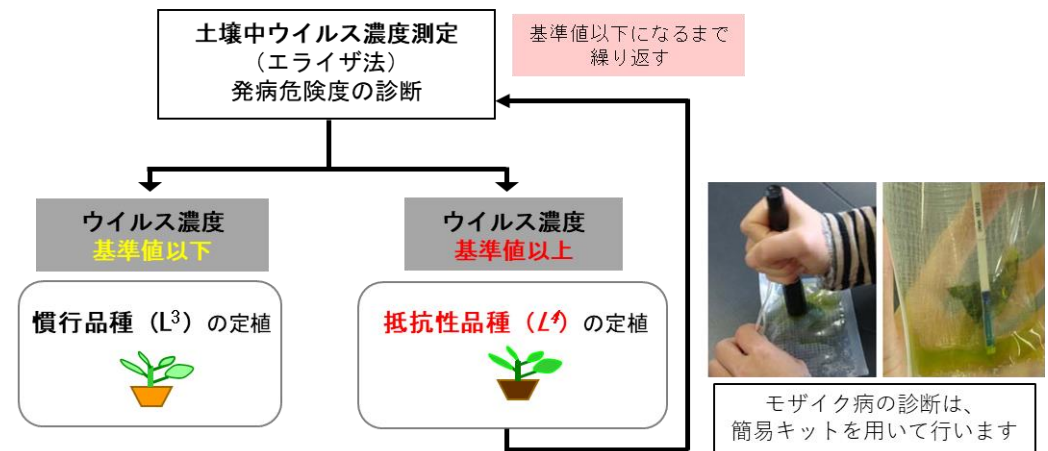 土壌中ウイルス濃度測定
（エライザ法）
発病危険度の診断
基準値以下になるまで
繰り返す
ウイルス濃度
基準値以下
ウイルス濃度
基準値以上
慣行品種（L³）の定植
抵抗性品種（L⁴）の定植
モザイク病の診断は、
簡易キットを用いて行います